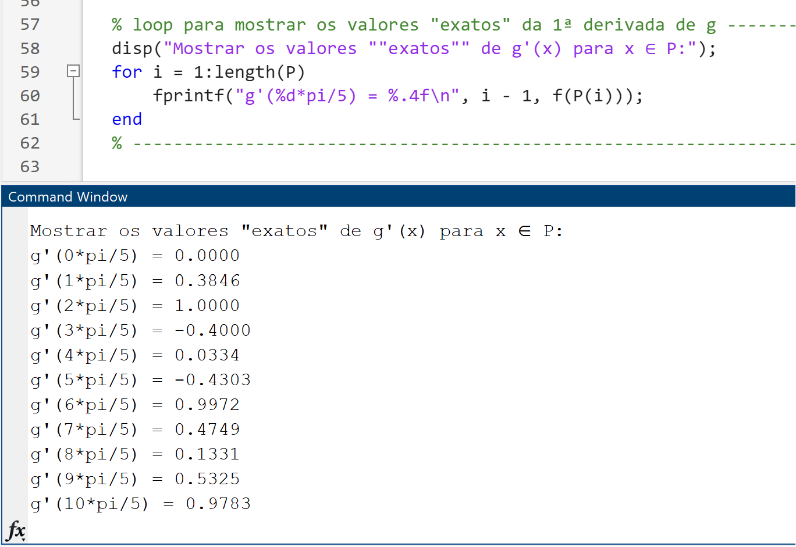 56
57 % loop para mostrar os valores "exatos" da 1ª derivada de g -------
58 disp("Mostrar os valores ""exatos"" de g'(x) para x ∈ P:");
59 for i = 1:length(P)
60 fprintf("g'(%d*pi/5) = %.4f\n", i - 1, f(P(i)));
61 end
62 % -----------------------------------------------------------------
63
Command Window
Mostrar os valores "exatos" de g'(x) para x ∈ P:
g'(0*pi/5) = 0.0000
g'(1*pi/5) = 0.3846
g'(2*pi/5) = 1.0000
g'(3*pi/5) = -0.4000
g'(4*pi/5) = 0.0334
g'(5*pi/5) = -0.4303
g'(6*pi/5) = 0.9972
g'(7*pi/5) = 0.4749
g'(8*pi/5) = 0.1331
g'(9*pi/5) = 0.5325
g'(10*pi/5) = 0.9783
fx